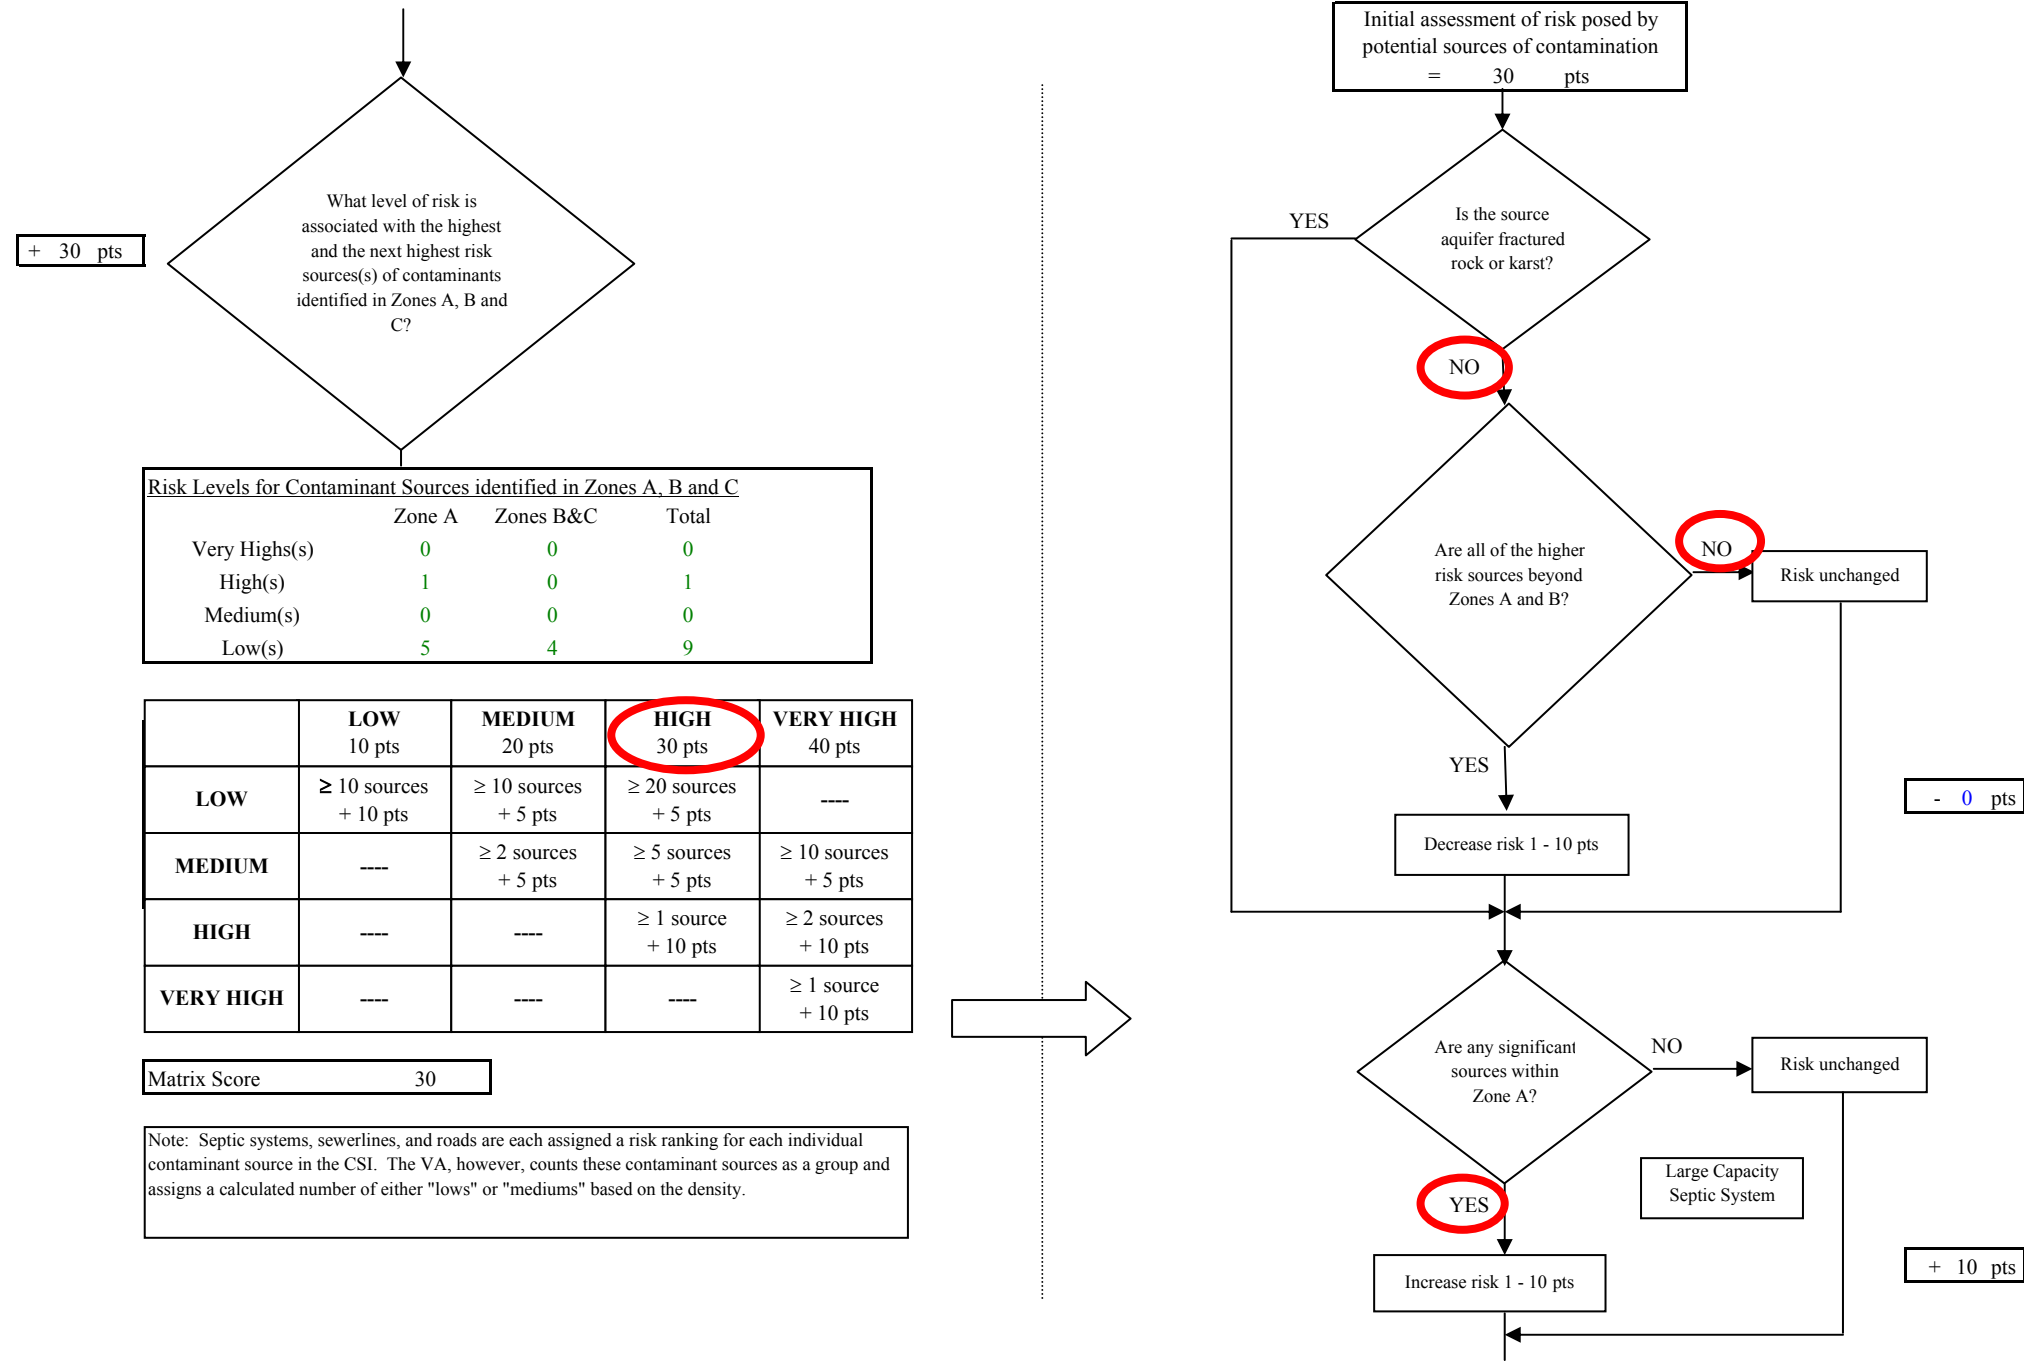 + 30 pts
What level of risk is
associated with the highest
and the next highest risk
sources(s) of contaminants
identified in Zones A, B and
C?
Risk Levels for Contaminant Sources identified in Zones A, B and C
Zone A Zones B&C Total
Very Highs(s) 0 0 0
High(s) 1 0 1
Medium(s) 0 0 0
Low(s) 5 4 9
LOW MEDIUM HIGH VERY HIGH
10 pts 20 pts 30 pts 40 pts
LOW
≥ 10 sources ≥ 10 sources ≥ 20 sources ----
+ 10 pts + 5 pts + 5 pts
MEDIUM
---- ≥ 2 sources ≥ 5 sources ≥ 10 sources
+ 5 pts + 5 pts + 5 pts
HIGH
---- ---- ≥ 1 source ≥ 2 sources
+ 10 pts + 10 pts
VERY HIGH
---- ---- ---- ≥ 1 source
+ 10 pts
Matrix Score 30
Note: Septic systems, sewerlines, and roads are each assigned a risk ranking for each individual
contaminant source in the CSI. The VA, however, counts these contaminant sources as a group and
assigns a calculated number of either "lows" or "mediums" based on the density.
Initial assessment of risk posed by
potential sources of contamination
= 30 pts
Is the source
aquifer fractured
rock or karst?
YES
NO
Are all of the higher
risk sources beyond
Zones A and B?
NO
Risk unchanged
YES
Decrease risk 1 - 10 pts
- 0 pts
Are any significant
sources within
Zone A?
NO
Risk unchanged
Large Capacity
Septic System
YES
Increase risk 1 - 10 pts
+ 10 pts